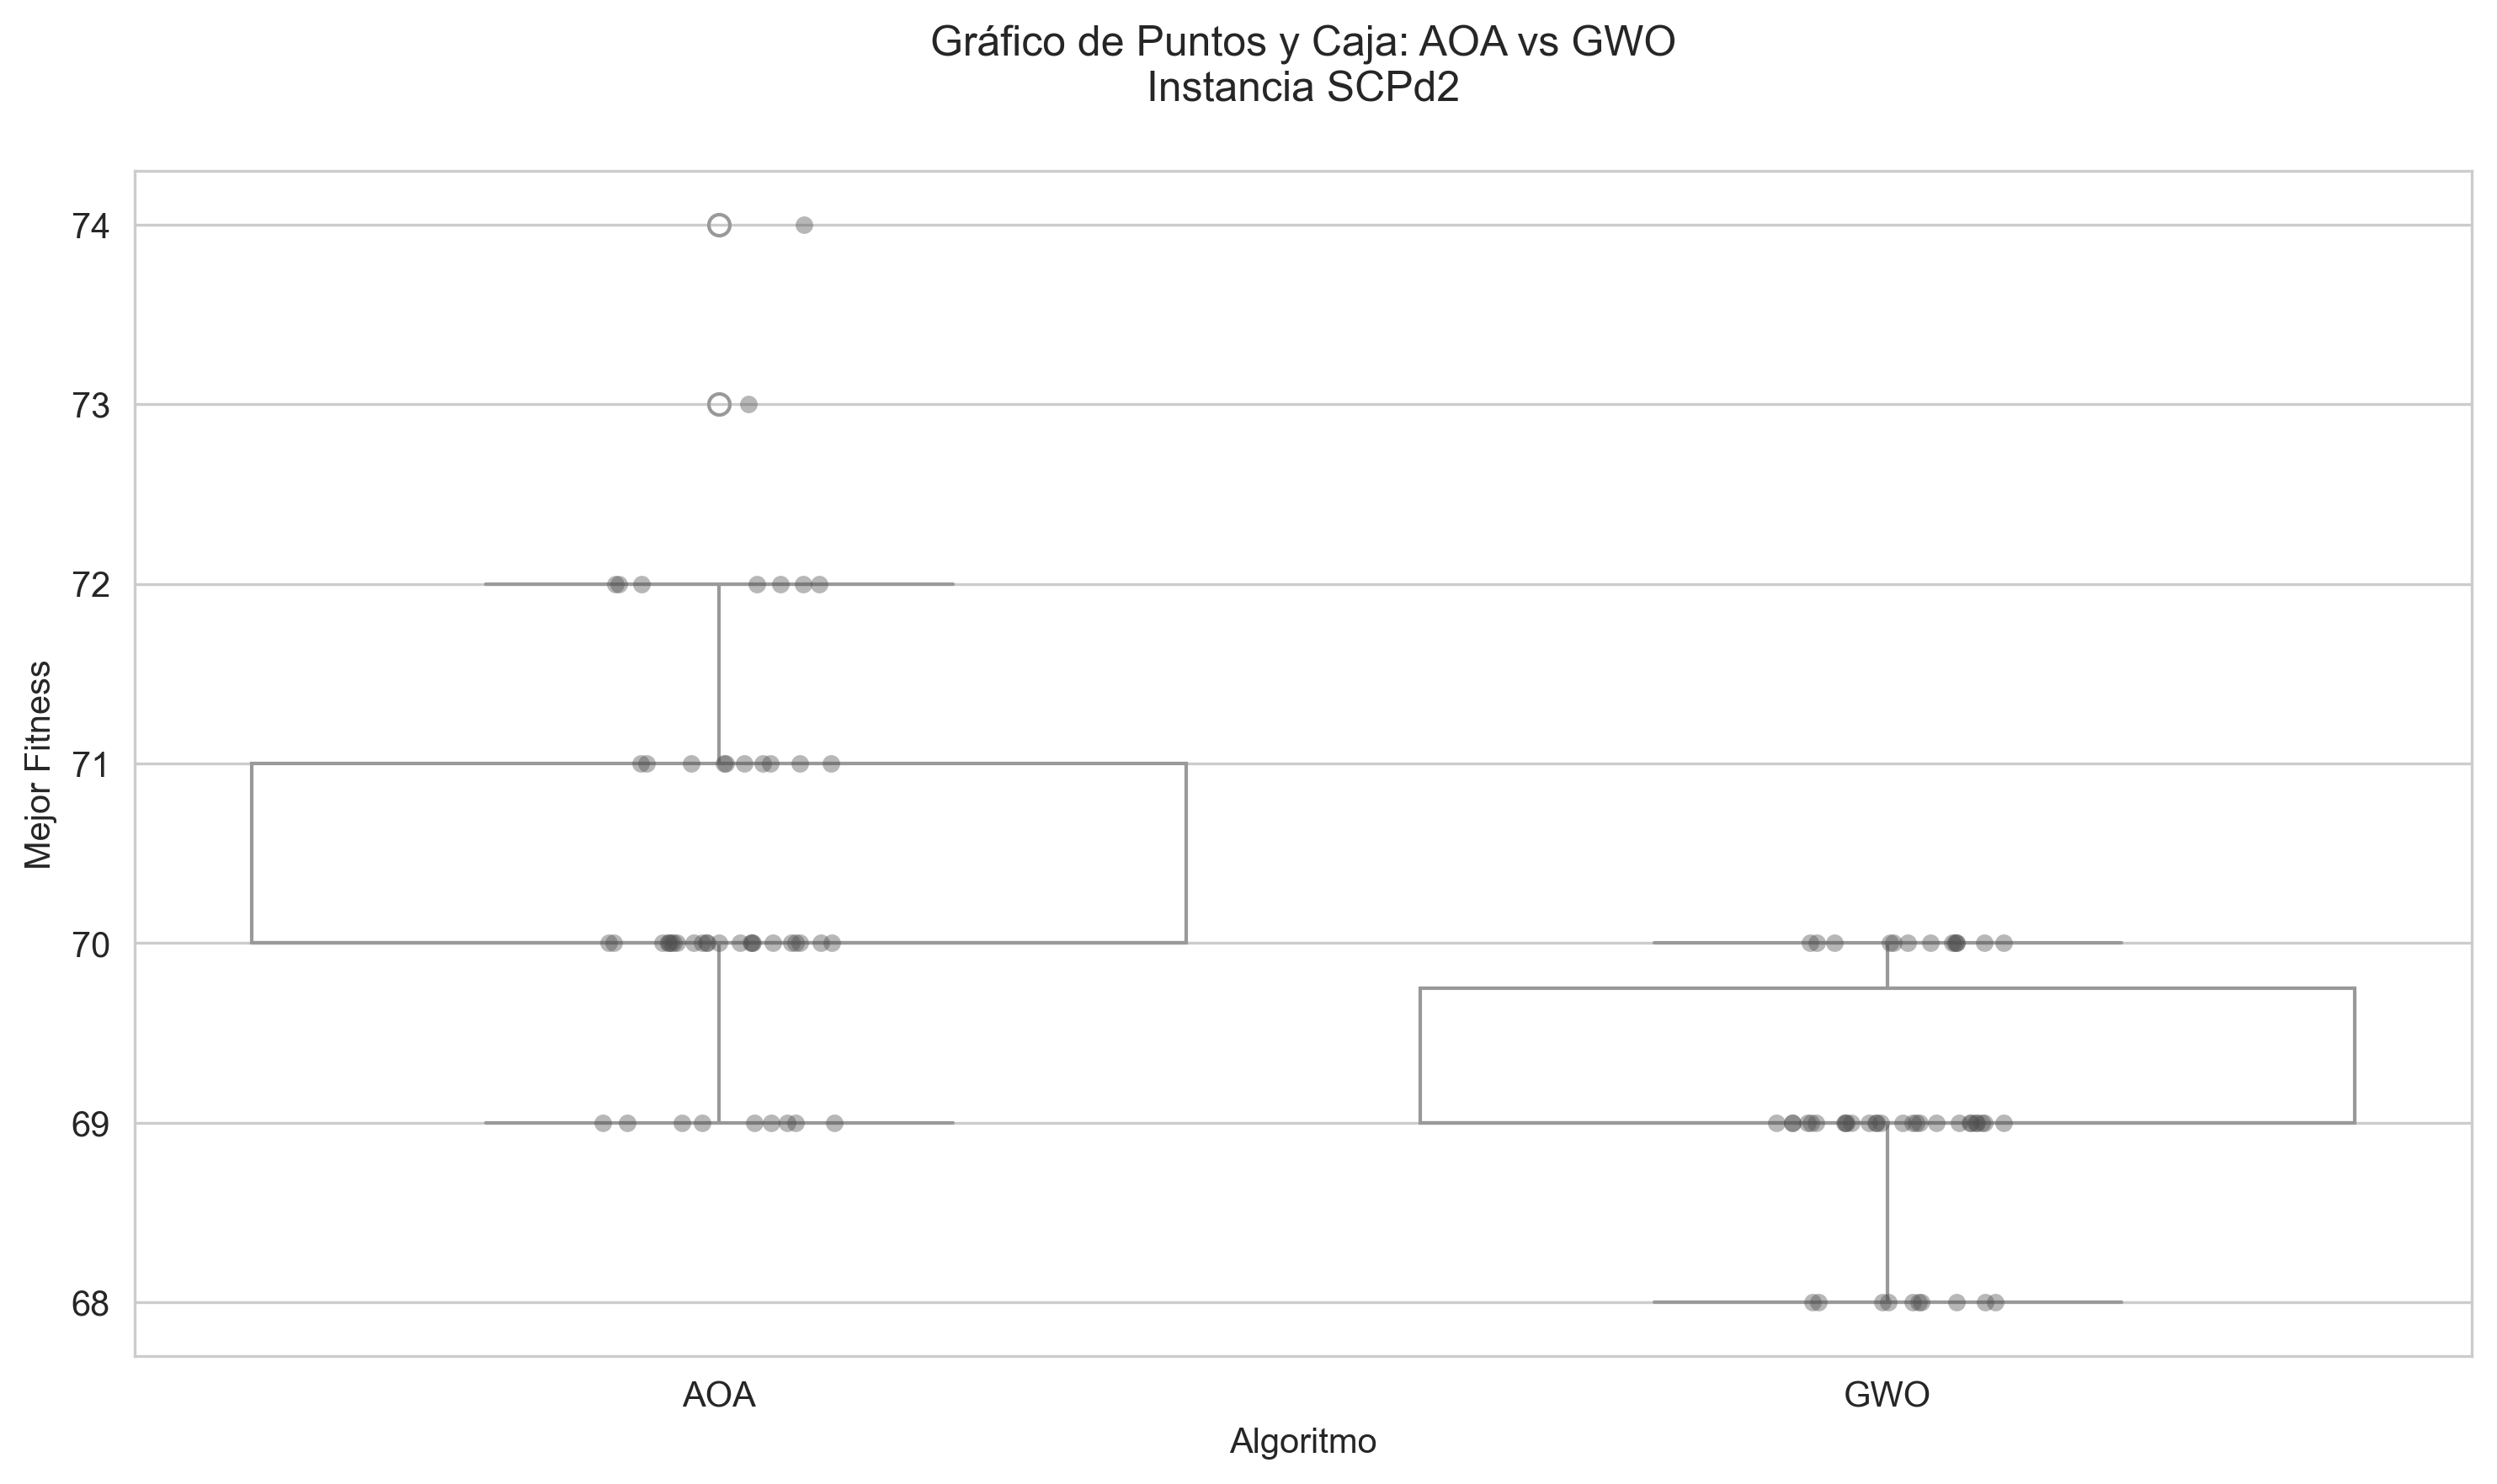 Gráfico de Puntos y Caja: AOA vs GWO
Instancia SCPd2
74
73
72
71
70
69
68
Mejor Fitness
AOA
GWO
Algoritmo